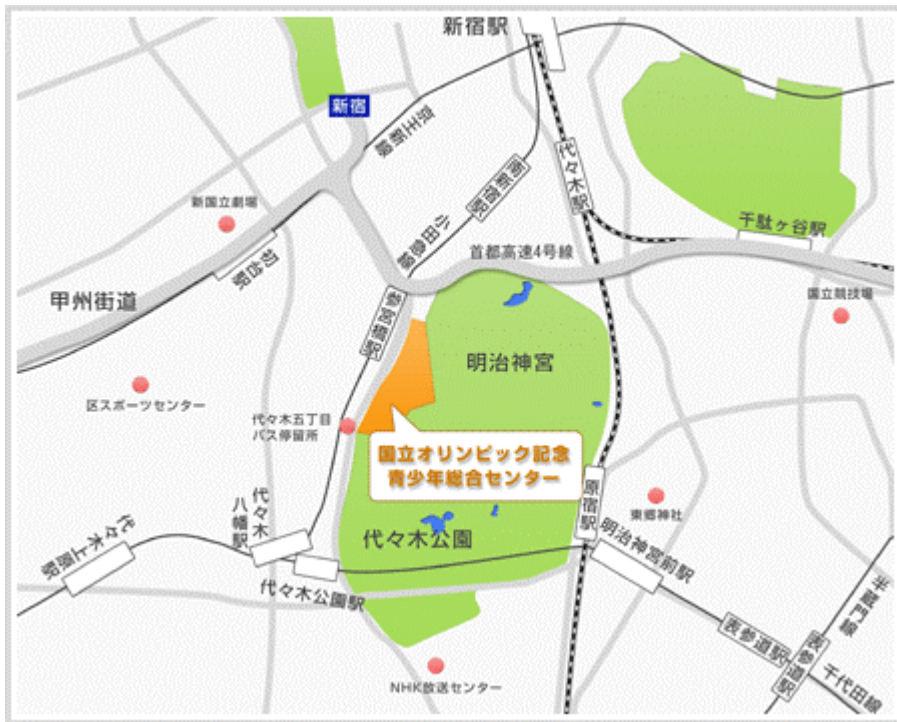 新宿駅
新宿
京王新線
代々木駅
南新宿駅
新国立劇場
小田急線
千駄ヶ谷駅
首都高速4号線
初台駅
甲州街道
参宮橋駅
国立競技場
明治神宮
区スポーツセンター
代々木五丁目
バス停留所
国立オリンピック記念
青少年総合センター
原宿駅
東郷神社
代々木
八幡駅
代々木上原駅
代々木公園
明治神宮前駅
代々木公園駅
半蔵門線
表参道駅
表参道駅
千代田線
NHK放送センター